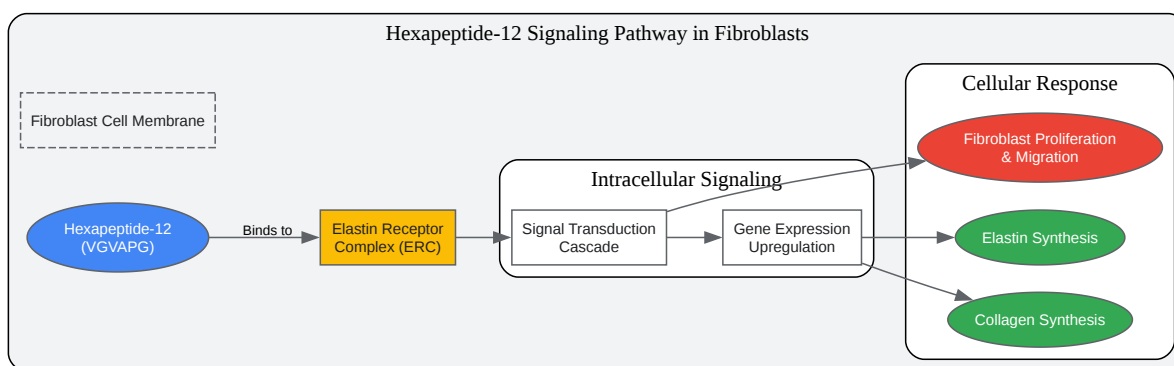 Hexapeptide-12 Signaling Pathway in Fibroblasts
Fibroblast Cell Membrane
Hexapeptide-12
(VGVAPG)
Binds to
Elastin Receptor
Complex (ERC)
Intracellular Signaling
Signal Transduction
Cascade
Gene Expression
Upregulation
Cellular Response
Fibroblast Proliferation
& Migration
Elastin Synthesis
Collagen Synthesis